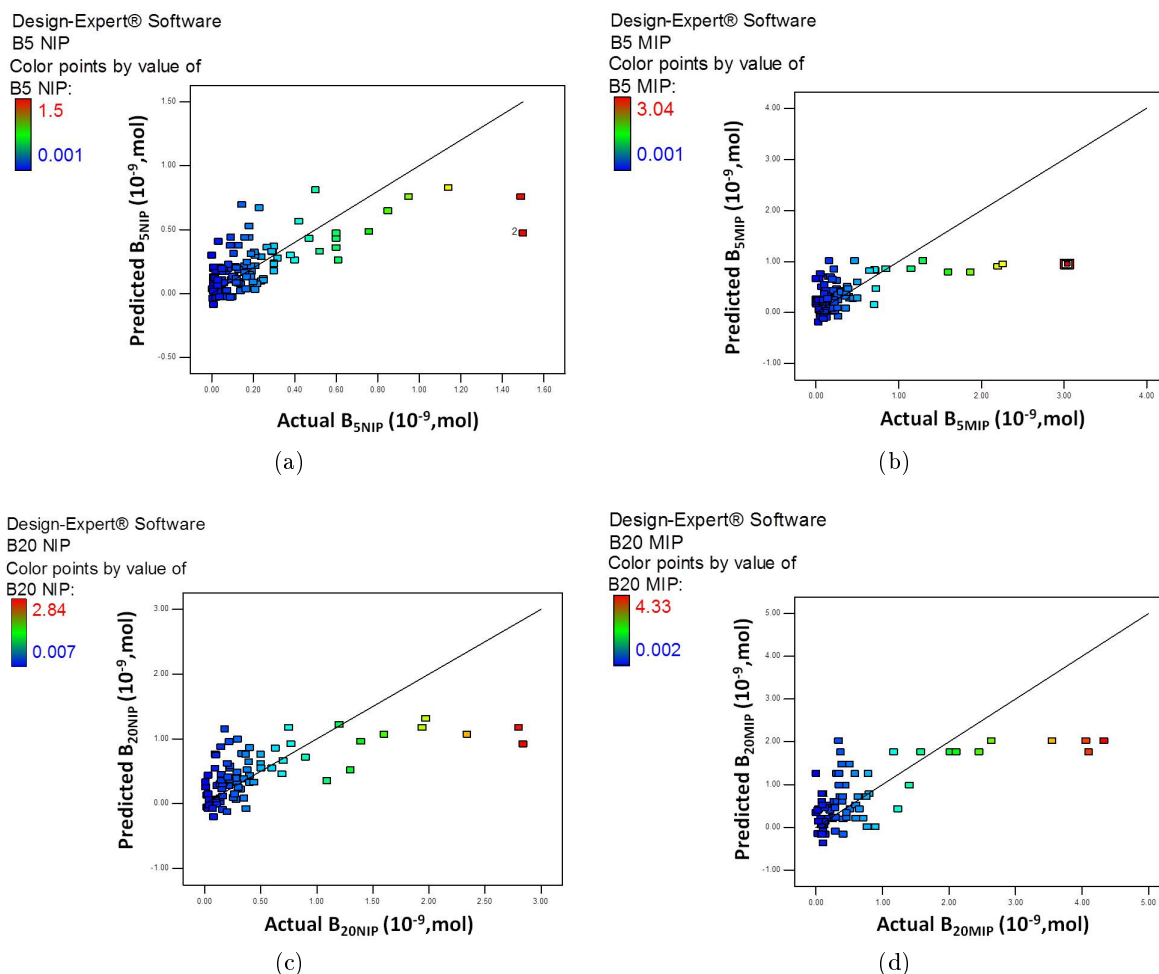 Design-Expert® Software
B5 NIP
Color points by value of
B5 NIP:
1.5
0.001
Predicted B5NIP (10-9,mol)
1.50
1.00
0.50
0.00
-0.50
2
0.00 0.20 0.40 0.60 0.80 1.00 1.20 1.40 1.60
Actual B5NIP (10-9,mol)
(a)
Design-Expert® Software
B5 MIP
Color points by value of
B5 MIP:
3.04
0.001
Predicted B5MIP (10-9,mol)
4.00
3.00
2.00
1.00
0.00
-1.00
0.00 1.00 2.00 3.00 4.00
Actual B5MIP (10-9,mol)
(b)
Design-Expert® Software
B20 NIP
Color points by value of
B20 NIP:
2.84
0.007
Predicted B20NIP (10-9,mol)
3.00
2.00
1.00
0.00
-1.00
0.00 0.50 1.00 1.50 2.00 2.50 3.00
Actual B20NIP (10-9,mol)
(c)
Design-Expert® Software
B20 MIP
Color points by value of
B20 MIP:
4.33
0.002
Predicted B20MIP (10-9,mol)
5.00
4.00
3.00
2.00
1.00
0.00
-1.00
0.00 1.00 2.00 3.00 4.00 5.00
Actual B20MIP (10-9,mol)
(d)